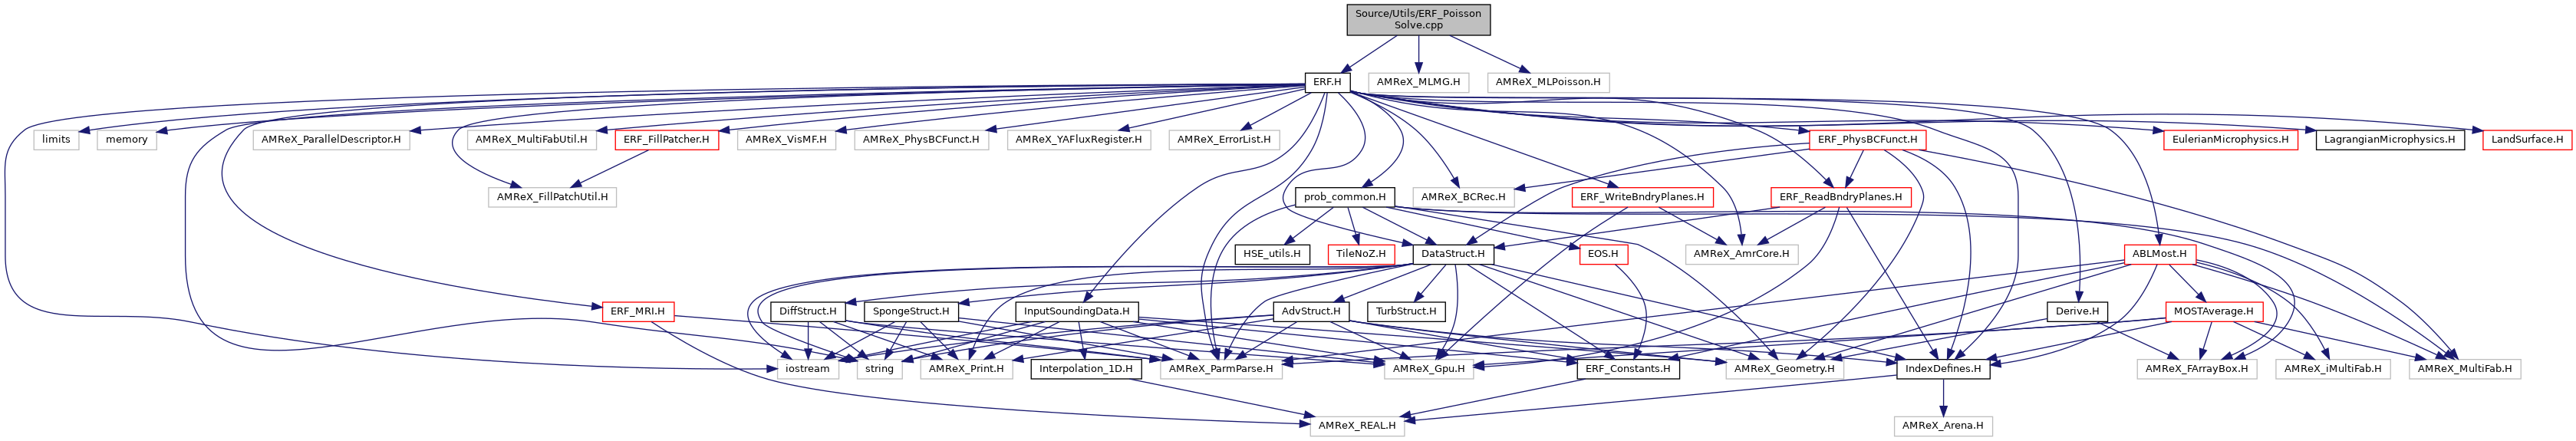 Source/Utils/ERF_Poisson
Solve.cpp
ERF.H
AMReX_MLMG.H
AMReX_MLPoisson.H
limits
memory
AMReX_ParallelDescriptor.H
AMReX_MultiFabUtil.H
ERF_FillPatcher.H
AMReX_VisMF.H
AMReX_PhysBCFunct.H
AMReX_YAFluxRegister.H
AMReX_ErrorList.H
ERF_PhysBCFunct.H
EulerianMicrophysics.H
LagrangianMicrophysics.H
LandSurface.H
AMReX_FillPatchUtil.H
prob_common.H
AMReX_BCRec.H
ERF_WriteBndryPlanes.H
ERF_ReadBndryPlanes.H
HSE_utils.H
TileNoZ.H
DataStruct.H
EOS.H
AMReX_AmrCore.H
ABLMost.H
ERF_MRI.H
DiffStruct.H
SpongeStruct.H
InputSoundingData.H
AdvStruct.H
TurbStruct.H
Derive.H
MOSTAverage.H
iostream
string
AMReX_Print.H
Interpolation_1D.H
AMReX_ParmParse.H
AMReX_Gpu.H
ERF_Constants.H
AMReX_Geometry.H
IndexDefines.H
AMReX_FArrayBox.H
AMReX_iMultiFab.H
AMReX_MultiFab.H
AMReX_REAL.H
AMReX_Arena.H